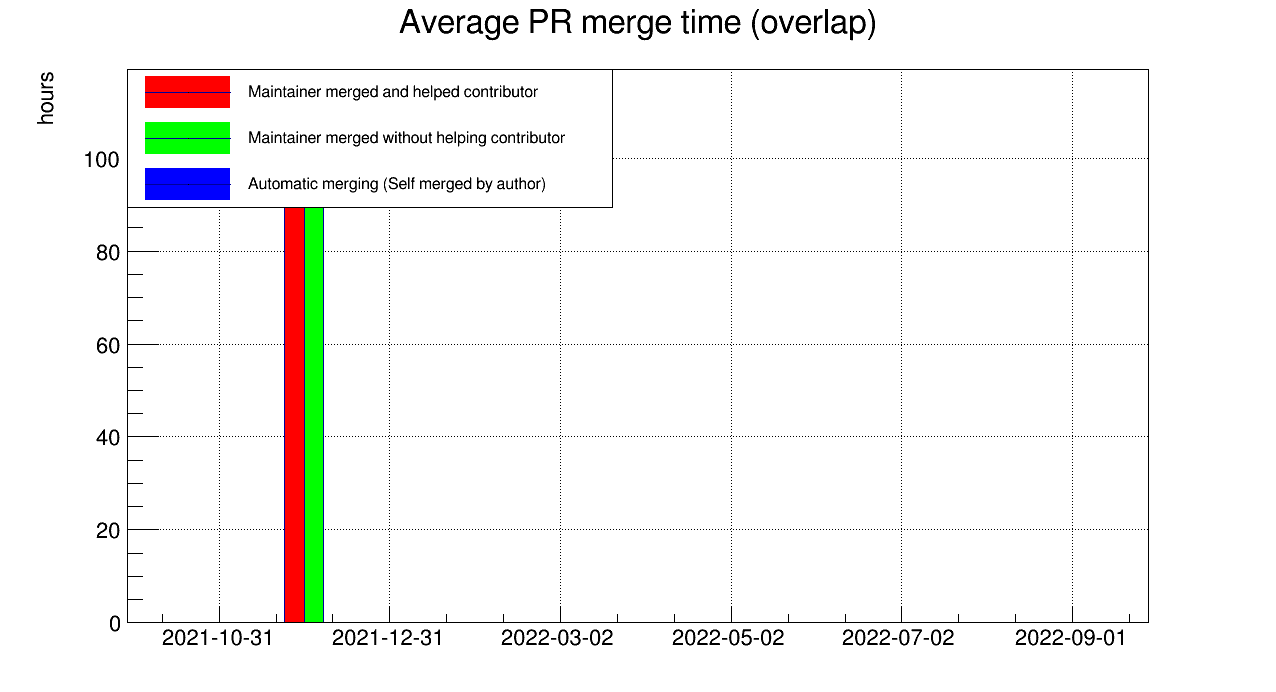 Average PR merge time (overlap)
hours
Maintainer merged and helped contributor
Maintainer merged without helping contributor
Automatic merging (Self merged by author)
100
80
60
40
20
0
2021-10-31 2021-12-31 2022-03-02 2022-05-02 2022-07-02 2022-09-01